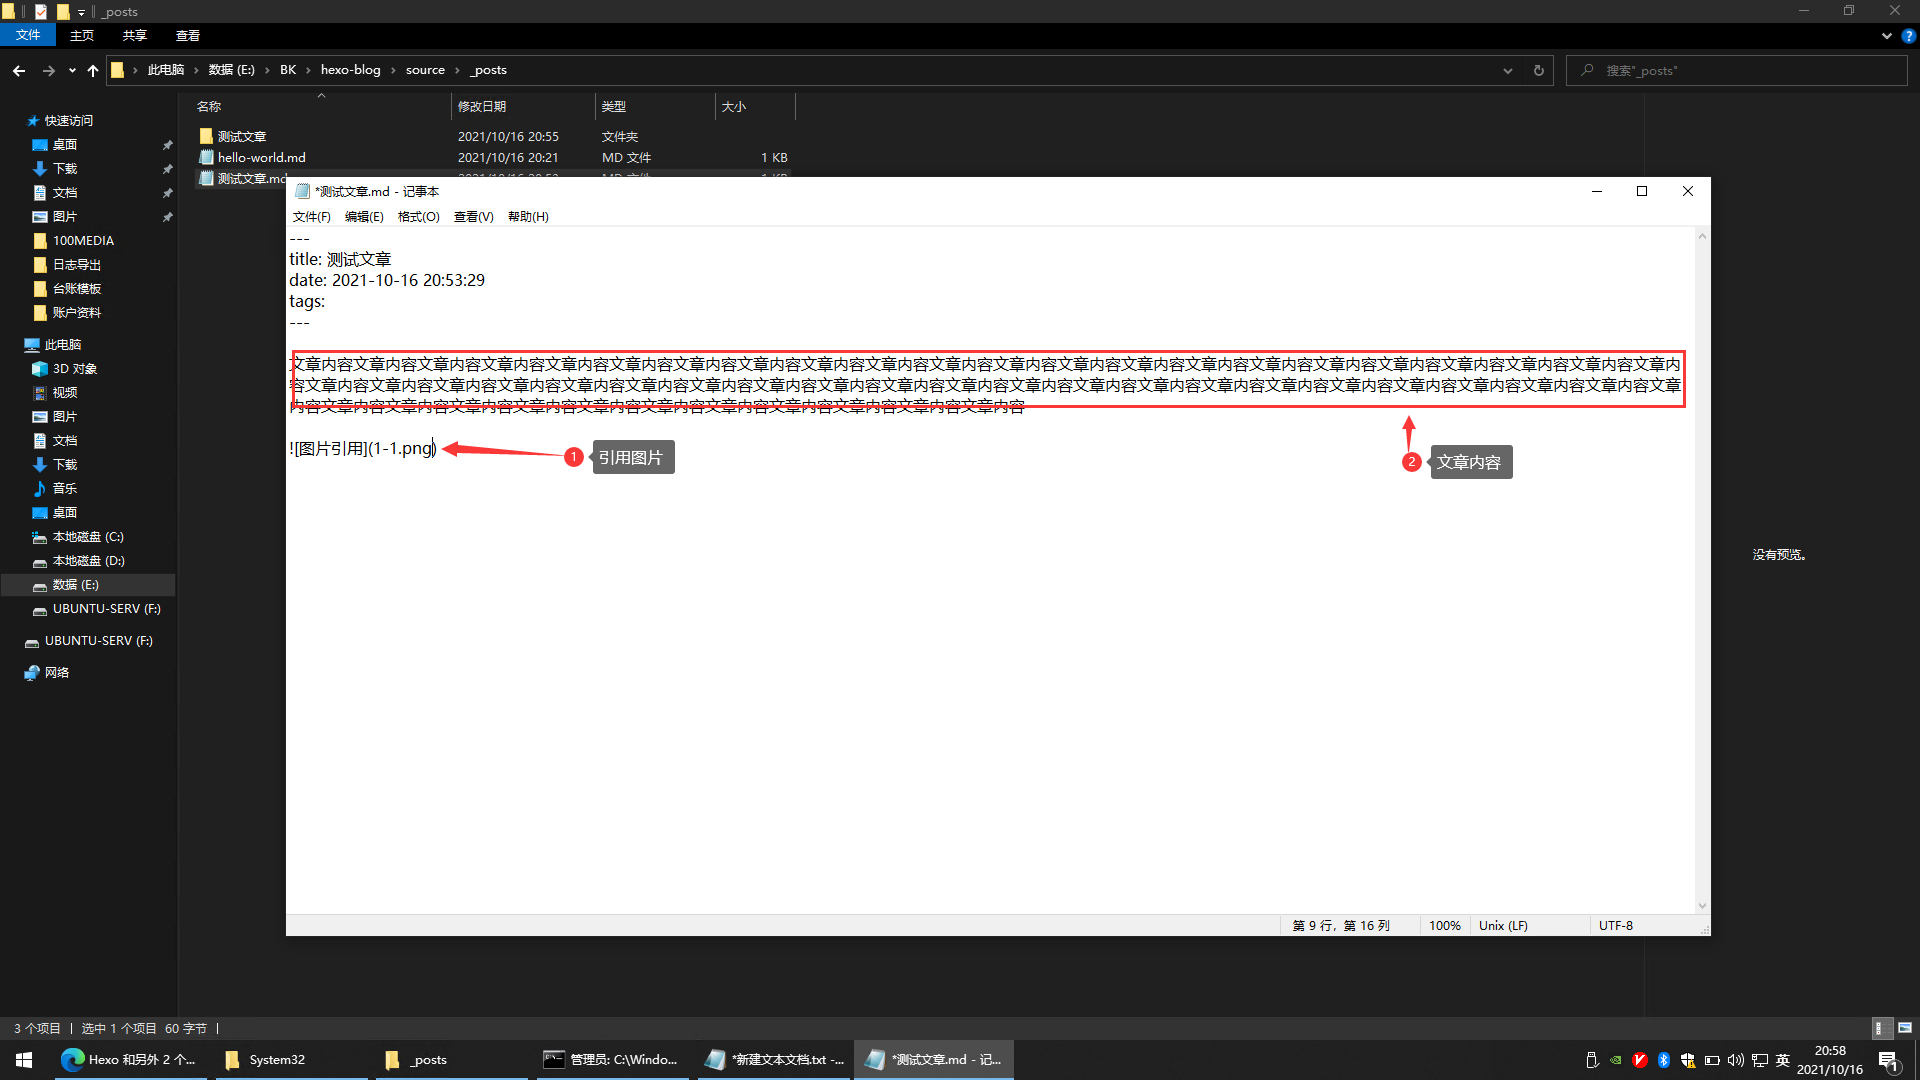 _posts
文件 主页 共享 查看
此电脑 数据 (E:) BK hexo-blog source _posts
搜索"_posts"
名称 修改日期 类型 大小
测试文章 2021/10/16 20:55 文件夹
hello-world.md 2021/10/16 20:21 MD 文件 1 KB
测试文章.md
快速访问
桌面
下载
文档
图片
100MEDIA
日志导出
台账模板
账户资料
此电脑
3D 对象
视频
图片
文档
下载
音乐
桌面
本地磁盘 (C:)
本地磁盘 (D:)
数据 (E:)
UBUNTU-SERV (F:)
UBUNTU-SERV (F:)
网络
*测试文章.md - 记事本
文件(F) 编辑(E) 格式(O) 查看(V) 帮助(H)
---
title: 测试文章
date: 2021-10-16 20:53:29
tags:
---
文章内容文章内容文章内容文章内容文章内容文章内容文章内容文章内容文章内容文章内容文章内容文章内容文章内容文章内容文章内容文章内容文章内容文章内容文章内容文章内容文章内容文章内
容文章内容文章内容文章内容文章内容文章内容文章内容文章内容文章内容文章内容文章内容文章内容文章内容文章内容文章内容文章内容文章内容文章内容文章内容文章内容文章内容文章内容文章
内容文章内容文章内容文章内容文章内容文章内容文章内容文章内容文章内容文章内容文章内容文章内容
![图片引用](1-1.png)
1 引用图片
2 文章内容
没有预览。
第 9 行，第 16 列 100% Unix (LF) UTF-8
3 个项目 选中 1 个项目 60 字节
Hexo 和另外 2 个... System32 _posts 管理员: C:\Windo... *新建文本文档.txt -... *测试文章.md - 记...
英
20:58
2021/10/16
1